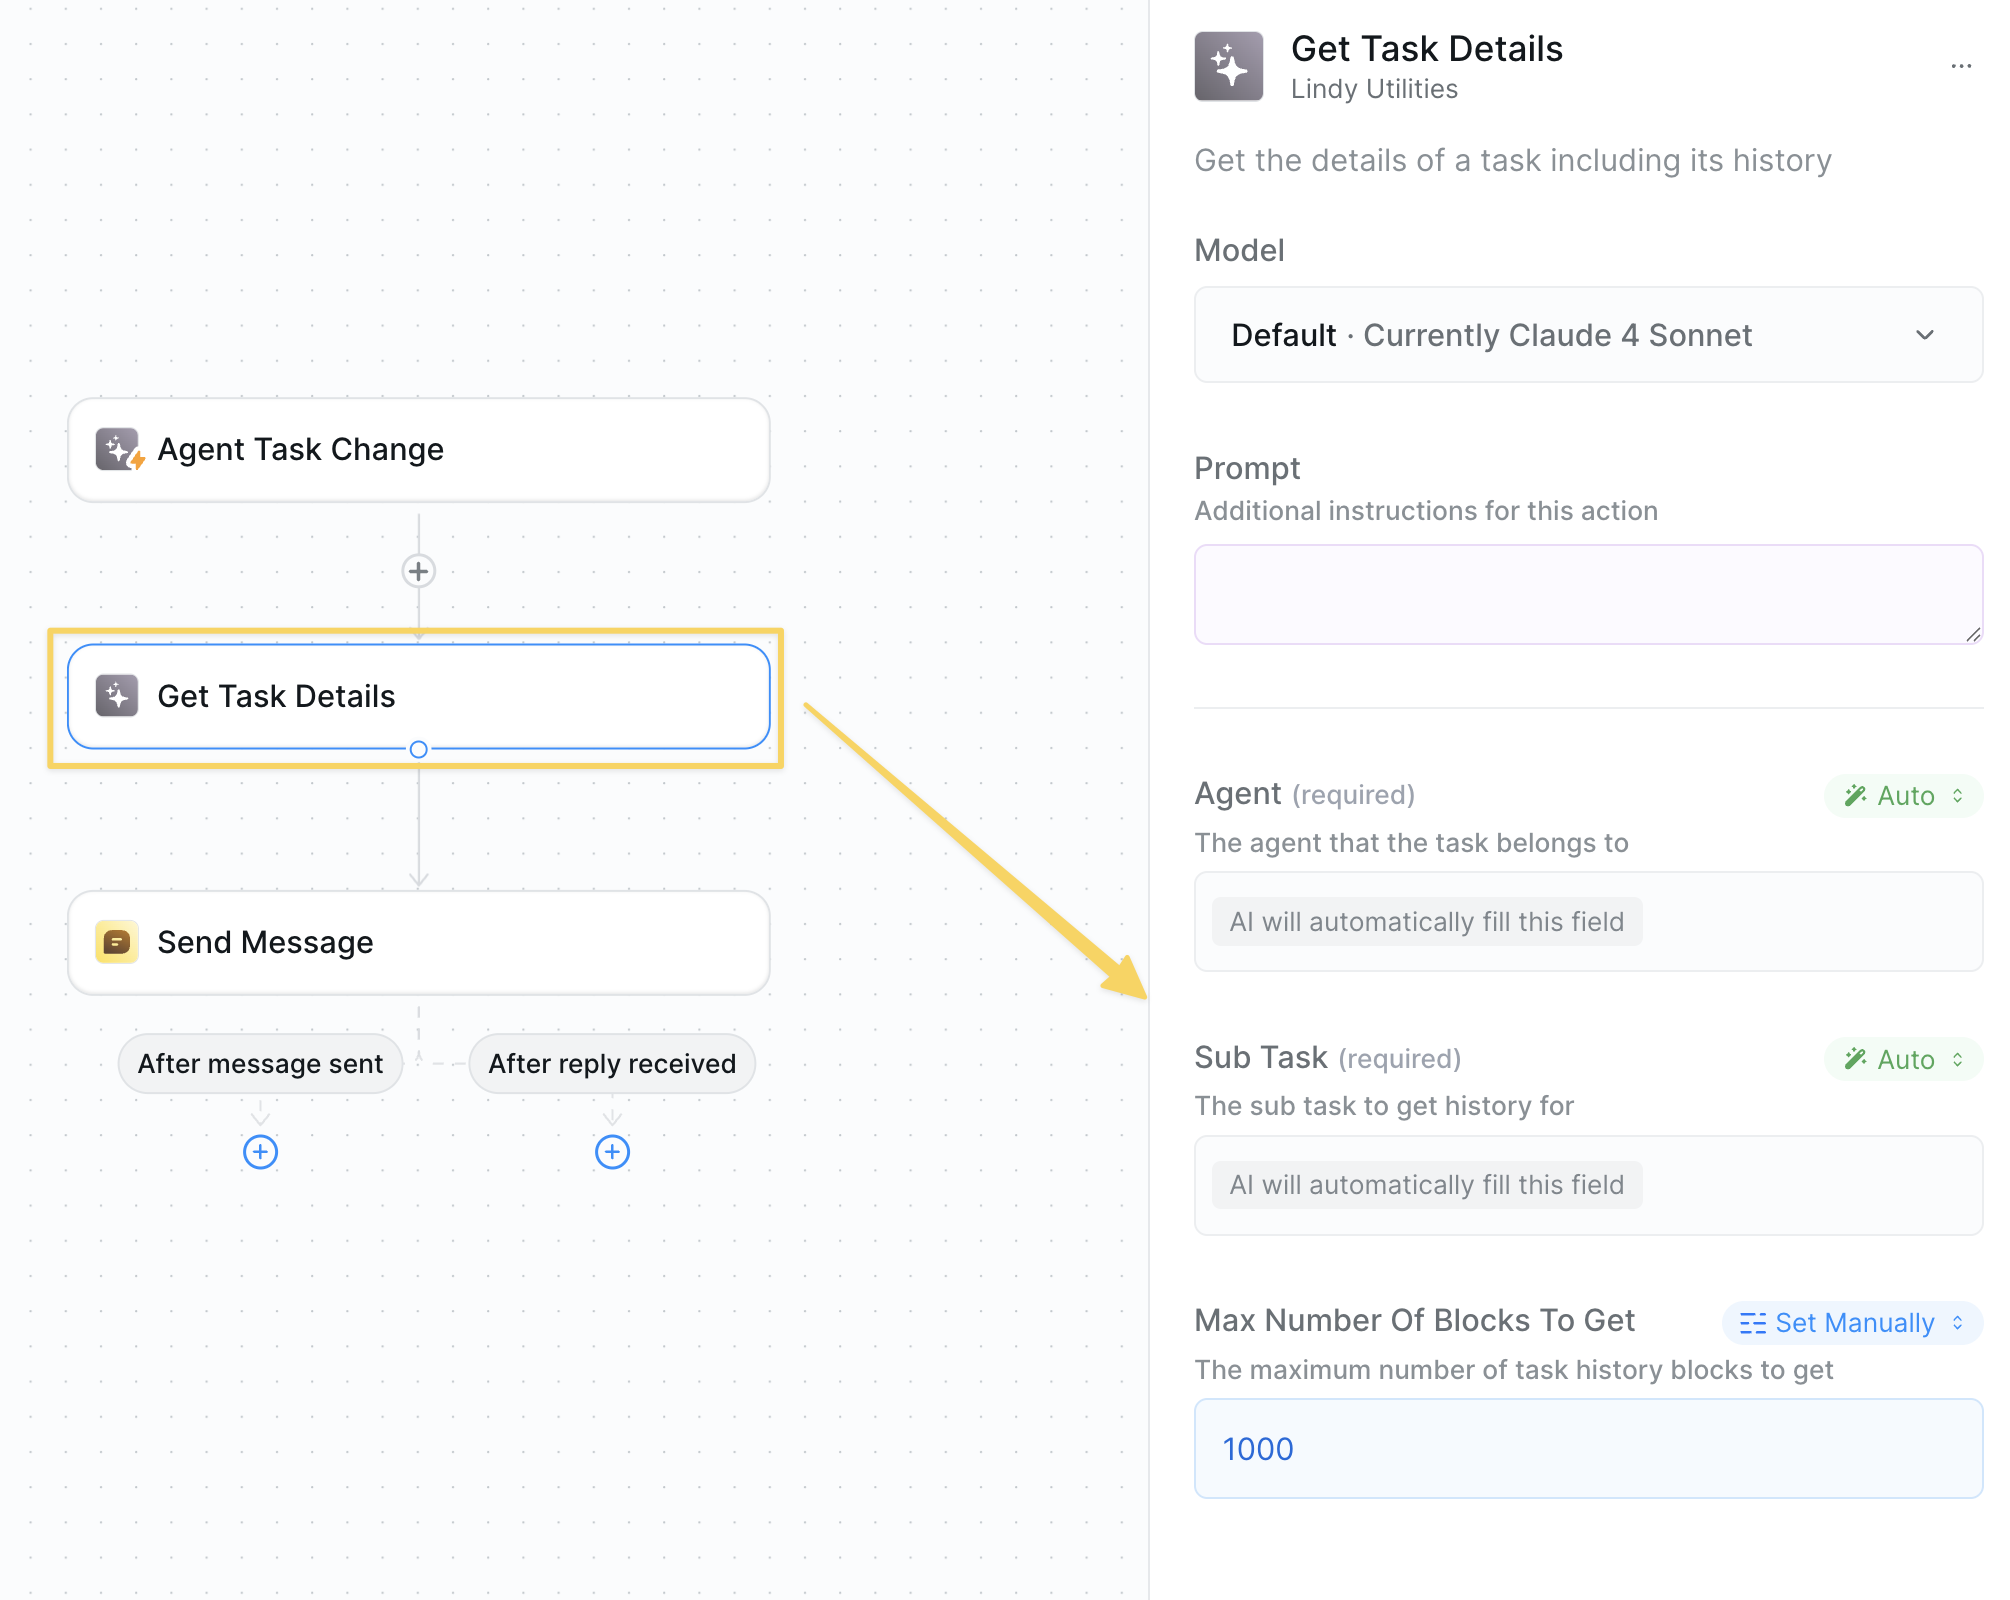 Agent Task Change
Get Task Details
Send Message
After message sent
After reply received
Get Task Details
Lindy Utilities
Get the details of a task including its history
Model
Default · Currently Claude 4 Sonnet
Prompt
Additional instructions for this action
Agent (required)
Auto
The agent that the task belongs to
AI will automatically fill this field
Sub Task (required)
Auto
The sub task to get history for
AI will automatically fill this field
Max Number Of Blocks To Get
Set Manually
The maximum number of task history blocks to get
1000